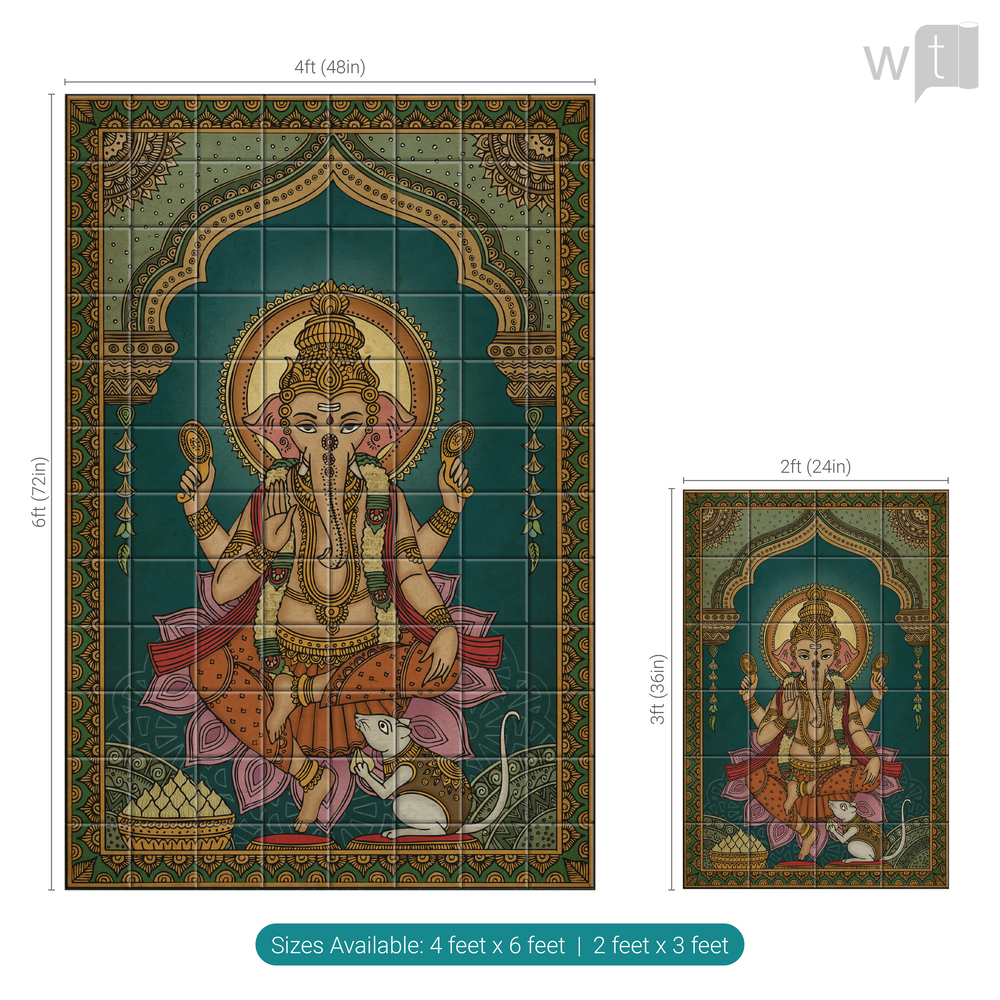 wt
4ft (48in)
6ft (72in)
2ft (24in)
3ft (36in)
Sizes Available: 4 feet x 6 feet | 2 feet x 3 feet